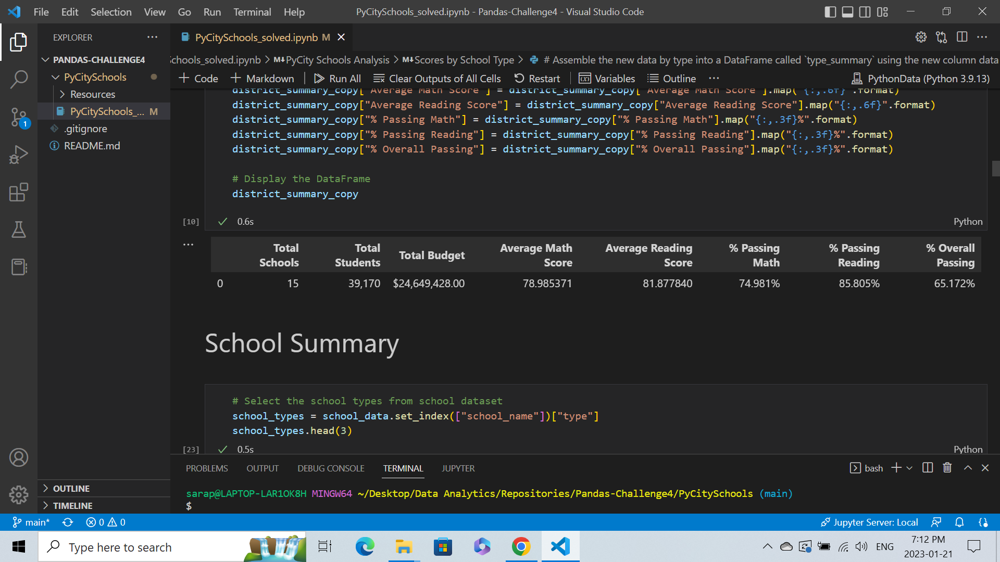 File Edit Selection View Go Run Terminal Help
PyCitySchools_solved.ipynb - Pandas-Challenge4 - Visual Studio Code
EXPLORER
PANDAS-CHALLENGE4
PyCitySchools
Resources
PyCitySchools_... M
.gitignore
README.md
OUTLINE
TIMELINE
1
PyCitySchools_solved.ipynb M
Schools_solved.ipynb > M↓PyCity Schools Analysis > M↓Scores by School Type > # Assemble the new data by type into a DataFrame called `type_summary` using the new column data
+ Code + Markdown Run All Clear Outputs of All Cells Restart Variables Outline ... PythonData (Python 3.9.13)
district_summary_copy["Average Math Score"] = district_summary_copy["Average Math Score"].map("{:,.6f}".format)
district_summary_copy["Average Reading Score"] = district_summary_copy["Average Reading Score"].map("{:,.6f}".format)
district_summary_copy["% Passing Math"] = district_summary_copy["% Passing Math"].map("{:,.3f}%".format)
district_summary_copy["% Passing Reading"] = district_summary_copy["% Passing Reading"].map("{:,.3f}%".format)
district_summary_copy["% Overall Passing"] = district_summary_copy["% Overall Passing"].map("{:,.3f}%".format)
# Display the DataFrame
district_summary_copy
[10] 0.6s Python
Total Schools Total Students Total Budget Average Math Score Average Reading Score % Passing Math % Passing Reading % Overall Passing
0 15 39,170 $24,649,428.00 78.985371 81.877840 74.981% 85.805% 65.172%
School Summary
# Select the school types from school dataset
school_types = school_data.set_index(["school_name"])["type"]
school_types.head(3)
[23] 0.5s Python
PROBLEMS OUTPUT DEBUG CONSOLE TERMINAL JUPYTER bash
sarap@LAPTOP-LAR1OK8H MINGW64 ~/Desktop/Data Analytics/Repositories/Pandas-Challenge4/PyCitySchools (main)
$
main* 0 0 Jupyter Server: Local
Type here to search
ENG
7:12 PM
2023-01-21